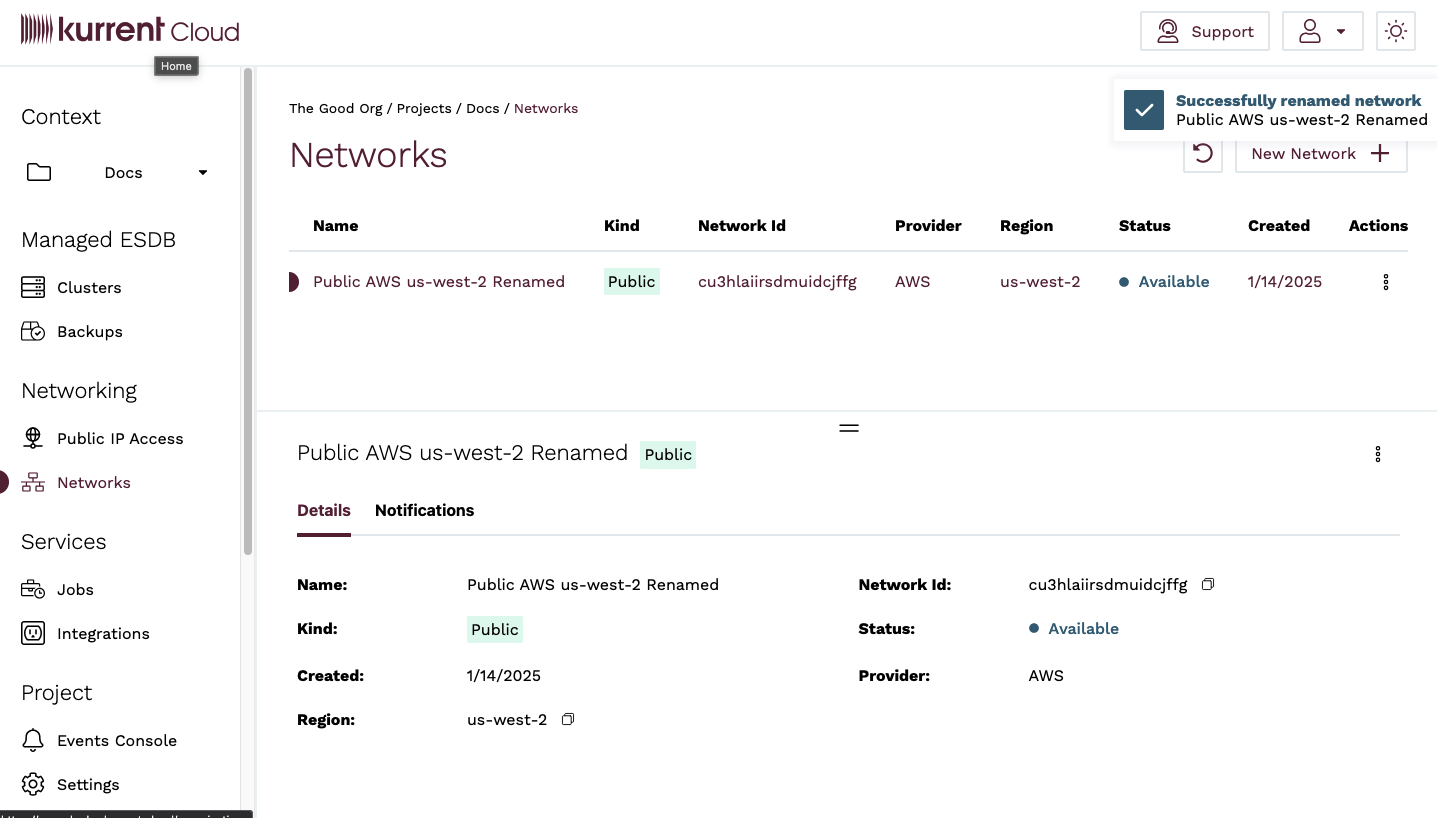 kurrent Cloud
Support
Home
Context
Docs
Managed ESDB
Clusters
Backups
Networking
Public IP Access
Networks
Services
Jobs
Integrations
Project
Events Console
Settings
The Good Org / Projects / Docs / Networks
Successfully renamed network
Public AWS us-west-2 Renamed
Networks
New Network
Name Kind Network Id Provider Region Status Created Actions
Public AWS us-west-2 Renamed Public cu3hlaiirsdmuidcjffg AWS us-west-2 Available 1/14/2025
Public AWS us-west-2 Renamed Public
Details Notifications
Name: Public AWS us-west-2 Renamed Network Id: cu3hlaiirsdmuidcjffg
Kind: Public Status: Available
Created: 1/14/2025 Provider: AWS
Region: us-west-2